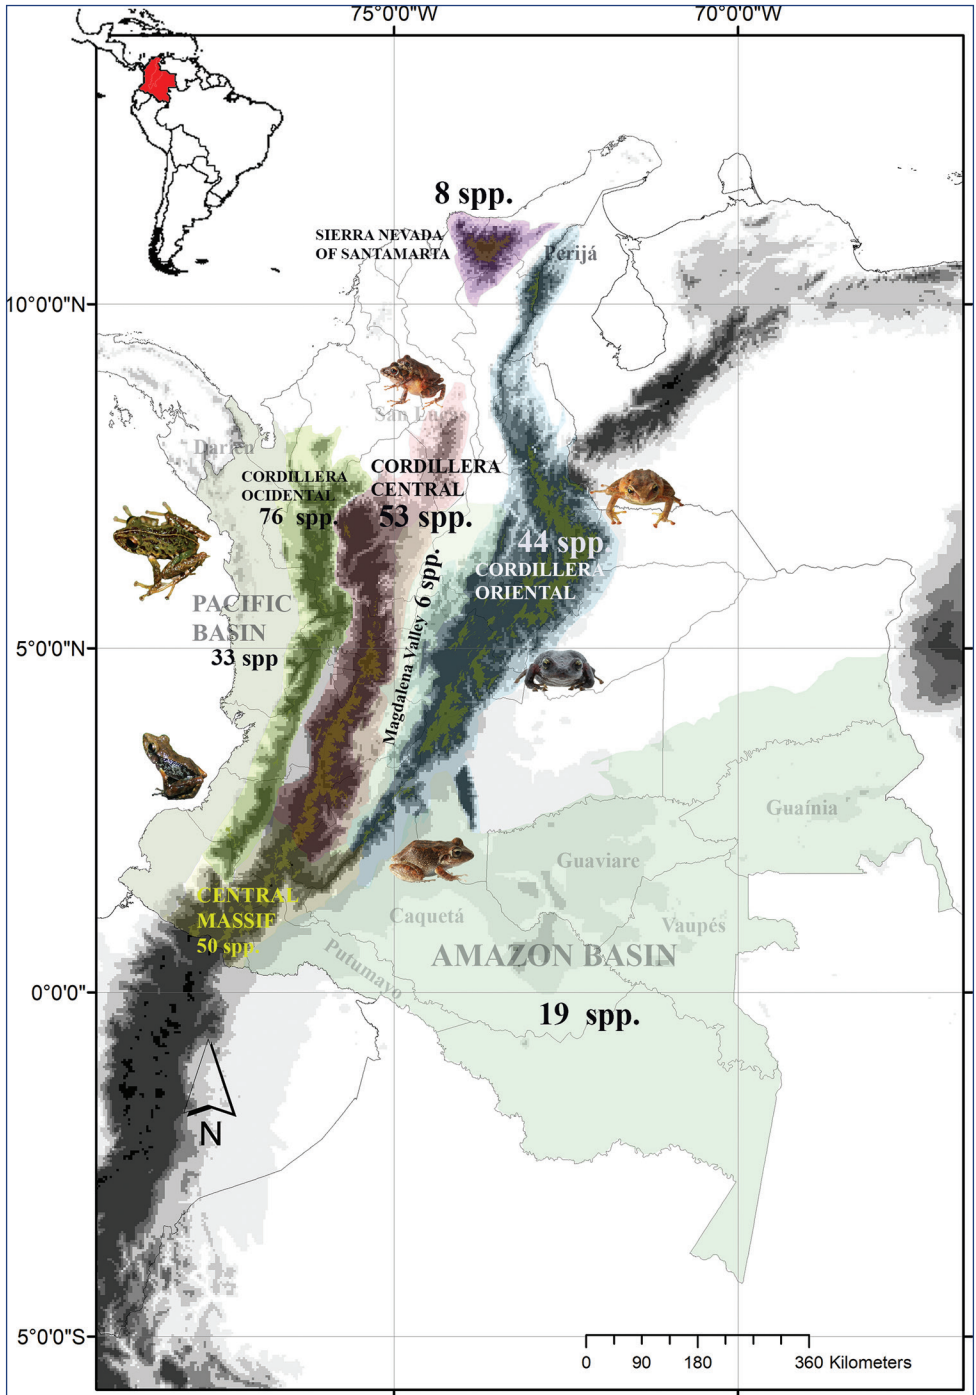 75°0'0"W
70°0'0"W
8 spp.
SIERRA NEVADA
OF SANTAMARTA
Perijá
10°0'0"N
San Lucas
Darién
CORDILLERA
OCIDENTAL
76 spp.
CORDILLERA
CENTRAL
53 spp.
44 spp.
CORDILLERA
ORIENTAL
Magdalena Valley 6 spp.
PACIFIC
BASIN
33 spp
5°0'0"N
Guaínia
Guaviare
CENTRAL
MASSIF
50 spp.
Caquetá
Vaupés
AMAZON BASIN
Putumayo
0°0'0"
19 spp.
N
5°0'0"S
0 90 180 360 Kilometers